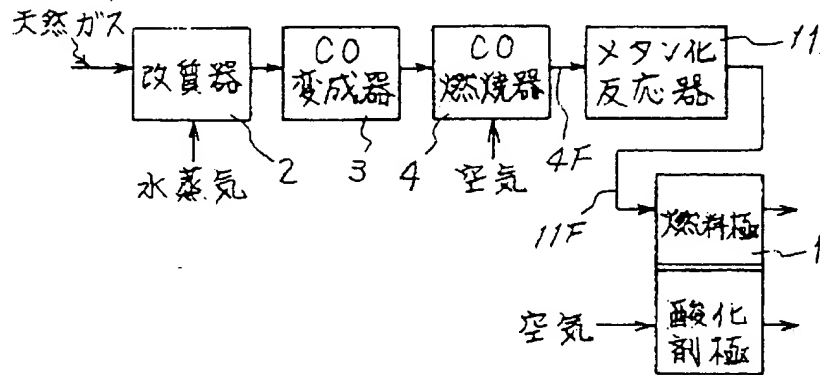 天然ガス
改質器
CO
変成器
CO
燃焼器
メタン化
反応器
11
2
3
4
4F
水蒸気
空気
11F
燃料極
1
空気
酸化
剤極